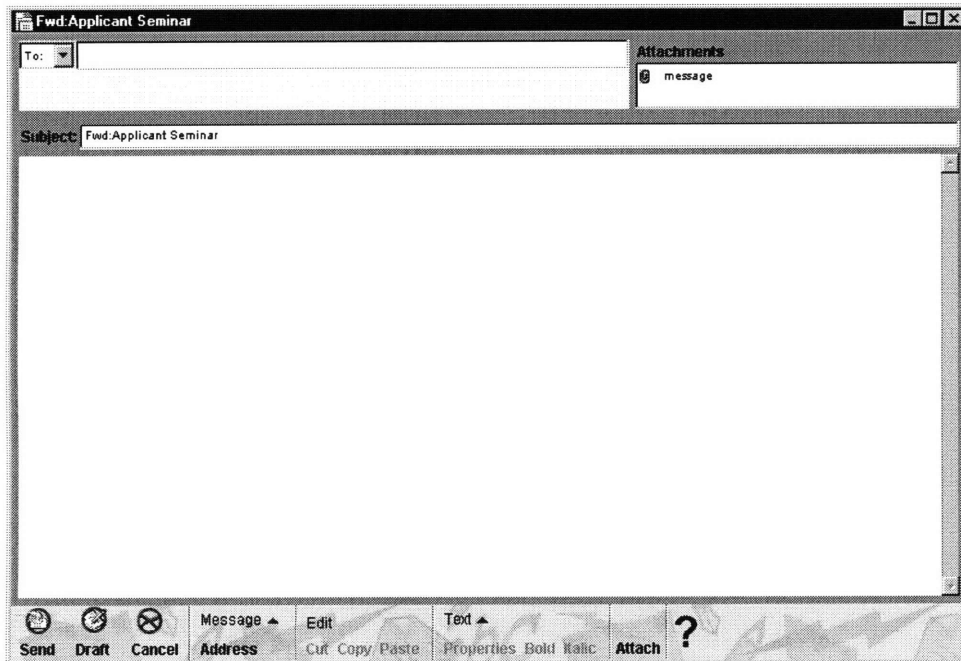 Fwd:Applicant Seminar
To:
Attachments
message
Subject: Fwd:Applicant Seminar
Message Edit Text ?
Send Draft Cancel Address Cut Copy Paste Properties Bold Italic Attach